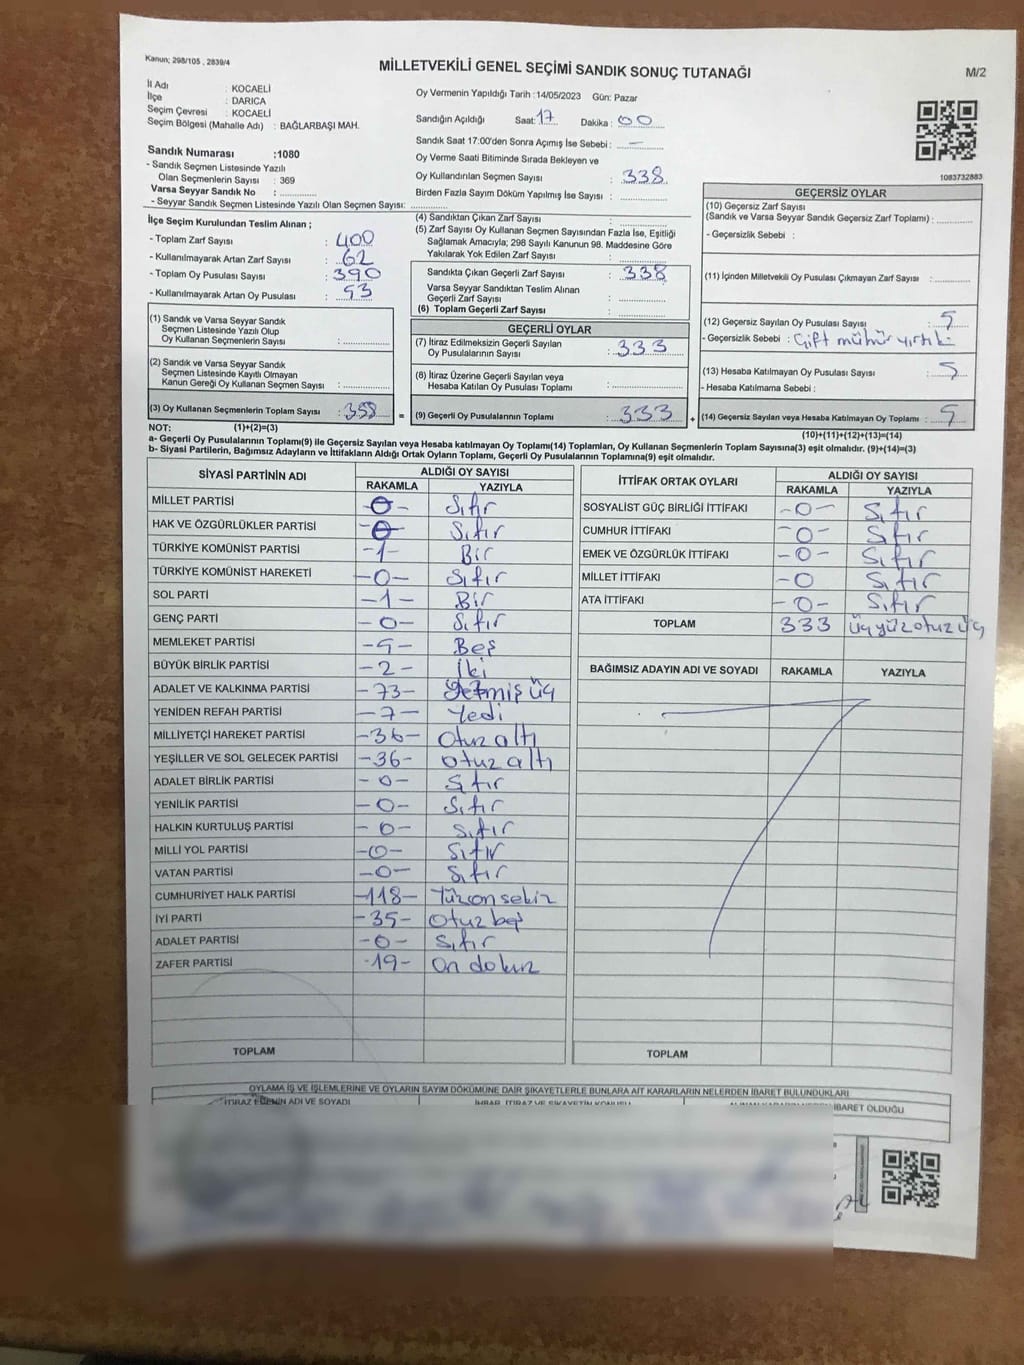 Kanun; 298/105 , 2839/4
MİLLETVEKİLİ GENEL SEÇİMİ SANDIK SONUÇ TUTANAĞI
M/2
İl Adı : KOCAELİ
İlçe : DARICA
Seçim Çevresi : KOCAELİ
Seçim Bölgesi (Mahalle Adı) : BAĞLARBAŞI MAH.
Sandık Numarası :1080
- Sandık Seçmen Listesinde Yazılı
Olan Seçmenlerin Sayısı : 369
Varsa Seyyar Sandık No :
- Seyyar Sandık Seçmen Listesinde Yazılı Olan Seçmen Sayısı:
Oy Vermenin Yapıldığı Tarih :14/05/2023 Gün: Pazar
Sandığın Açıldığı Saat: 17 Dakika : 00
Sandık Saat 17:00'den Sonra Açımış İse Sebebi : -
Oy Verme Saati Bitiminde Sırada Bekleyen ve
Oy Kullandırılan Seçmen Sayısı : 338
Birden Fazla Sayım Döküm Yapılmış İse Sayısı :
1083732883
İlçe Seçim Kurulundan Teslim Alınan ;
- Toplam Zarf Sayısı : 400
- Kullanılmayarak Artan Zarf Sayısı : 62
- Toplam Oy Pusulası Sayısı : 390
- Kullanılmayarak Artan Oy Pusulası : 53
(1) Sandık ve Varsa Seyyar Sandık
Seçmen Listesinde Yazılı Olup
Oy Kullanan Seçmenlerin Sayısı :
(2) Sandık ve Varsa Seyyar Sandık
Seçmen Listesinde Kayıtlı Olmayan
Kanun Gereği Oy Kullanan Seçmen Sayısı :
(3) Oy Kullanan Seçmenlerin Toplam Sayısı : 338
(4) Sandıktan Çıkan Zarf Sayısı :
(5) Zarf Sayısı Oy Kullanan Seçmen Sayısından Fazla İse, Eşitliği
Sağlamak Amacıyla; 298 Sayılı Kanunun 98. Maddesine Göre
Yakılarak Yok Edilen Zarf Sayısı :
Sandıkta Çıkan Geçerli Zarf Sayısı : 338
Varsa Seyyar Sandıktan Teslim Alınan
Geçerli Zarf Sayısı :
(6) Toplam Geçerli Zarf Sayısı :
GEÇERLİ OYLAR
(7) İtiraz Edilmeksizin Geçerli Sayılan
Oy Pusulalarının Sayısı : 333
(8) İtiraz Üzerine Geçerli Sayılan veya
Hesaba Katılan Oy Pusulası Toplamı :
= (9) Geçerli Oy Pusulalarının Toplamı : 333
GEÇERSİZ OYLAR
(10) Geçersiz Zarf Sayısı
(Sandık ve Varsa Seyyar Sandık Geçersiz Zarf Toplamı) :
- Geçersizlik Sebebi :
(11) İçinden Milletvekili Oy Pusulası Çıkmayan Zarf Sayısı :
(12) Geçersiz Sayılan Oy Pusulası Sayısı : 5
- Geçersizlik Sebebi : Çift mühür yırtık
(13) Hesaba Katılmayan Oy Pusulası Sayısı : 5
- Hesaba Katılmama Sebebi :
+ (14) Geçersiz Sayılan veya Hesaba Katılmayan Oy Toplamı : 5
NOT: (1)+(2)=(3)
(10)+(11)+(12)+(13)=(14)
a- Geçerli Oy Pusulalarının Toplamı(9) ile Geçersiz Sayılan veya Hesaba katılmayan Oy Toplamı(14) Toplamları, Oy Kullanan Seçmenlerin Toplam Sayısına(3) eşit olmalıdır. (9)+(14)=(3)
b- Siyasi Partilerin, Bağımsız Adayların ve İttifakların Aldığı Ortak Oyların Toplamı, Geçerli Oy Pusulalarının Toplamına(9) eşit olmalıdır.
SİYASİ PARTİNİN ADI ALDIĞI OY SAYISI
RAKAMLA YAZIYLA
MİLLET PARTİSİ -0- Sıfır
HAK VE ÖZGÜRLÜKLER PARTİSİ -0- Sıfır
TÜRKİYE KOMÜNİST PARTİSİ -1- Bir
TÜRKİYE KOMÜNİST HAREKETİ -0- Sıfır
SOL PARTİ -1- Bir
GENÇ PARTİ -0- Sıfır
MEMLEKET PARTİSİ -5- Beş
BÜYÜK BİRLİK PARTİSİ -2- İki
ADALET VE KALKINMA PARTİSİ -73- Yetmiş üç
YENİDEN REFAH PARTİSİ -7- Yedi
MİLLİYETÇİ HAREKET PARTİSİ -36- Otuz altı
YEŞİLLER VE SOL GELECEK PARTİSİ -36- Otuz altı
ADALET BİRLİK PARTİSİ -0- Sıfır
YENİLİK PARTİSİ -0- Sıfır
HALKIN KURTULUŞ PARTİSİ -0- Sıfır
MİLLİ YOL PARTİSİ -0- Sıfır
VATAN PARTİSİ -0- Sıfır
CUMHURİYET HALK PARTİSİ -118- Yüzonsekiz
İYİ PARTİ -35- Otuz beş
ADALET PARTİSİ -0- Sıfır
ZAFER PARTİSİ -19- On dokuz
TOPLAM
İTTİFAK ORTAK OYLARI ALDIĞI OY SAYISI
RAKAMLA YAZIYLA
SOSYALİST GÜÇ BİRLİĞİ İTTİFAKI -0- Sıfır
CUMHUR İTTİFAKI -0- Sıfır
EMEK VE ÖZGÜRLÜK İTTİFAKI -0- Sıfır
MİLLET İTTİFAKI -0 Sıfır
ATA İTTİFAKI -0- Sıfır
TOPLAM 333 üçyüzotuzüç
BAĞIMSIZ ADAYIN ADI VE SOYADI RAKAMLA YAZIYLA
TOPLAM
OYLAMA İŞ VE İŞLEMLERİNE VE OYLARIN SAYIM DÖKÜMÜNE DAİR ŞİKAYETLERLE BUNLARA AİT KARARLARIN NELERDEN İBARET BULUNDUKLARI
İTİRAZ EDENİN ADI VE SOYADI
İBARET OLDUĞU